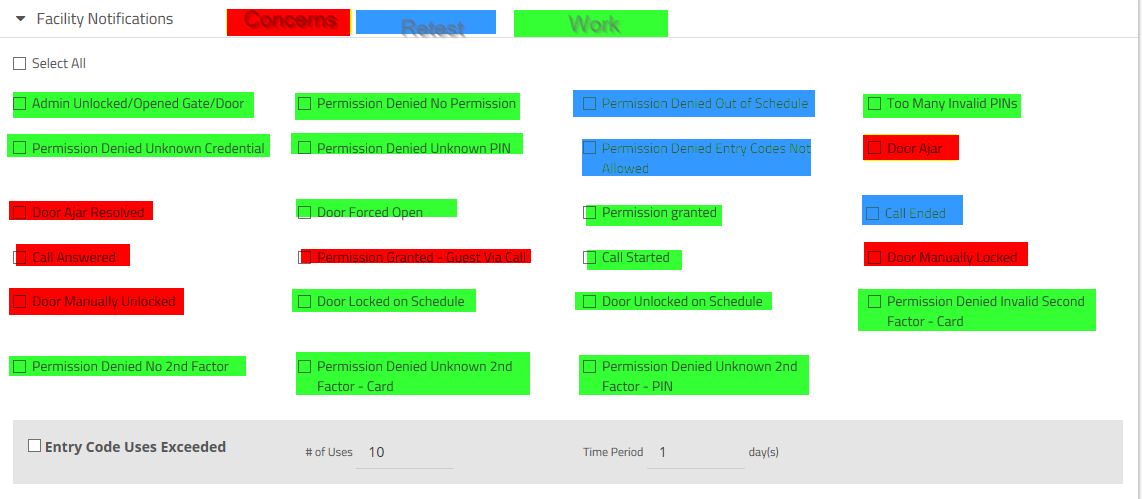 Facility Notifications Concerns Retest Work
Select All
Admin Unlocked/Opened Gate/Door Permission Denied No Permission Permission Denied Out of Schedule Too Many Invalid PINs
Permission Denied Unknown Credential Permission Denied Unknown PIN Permission Denied Entry Codes Not Door Ajar
Allowed
Door Ajar Resolved Door Forced Open Permission granted Call Ended
Call Answered Permission Granted - Guest Via Call Call Started Door Manually Locked
Door Manually Unlocked Door Locked on Schedule Door Unlocked on Schedule Permission Denied Invalid Second
Factor - Card
Permission Denied No 2nd Factor Permission Denied Unknown 2nd Permission Denied Unknown 2nd
Factor - Card Factor - PIN
Entry Code Uses Exceeded # of Uses 10 Time Period 1 day(s)